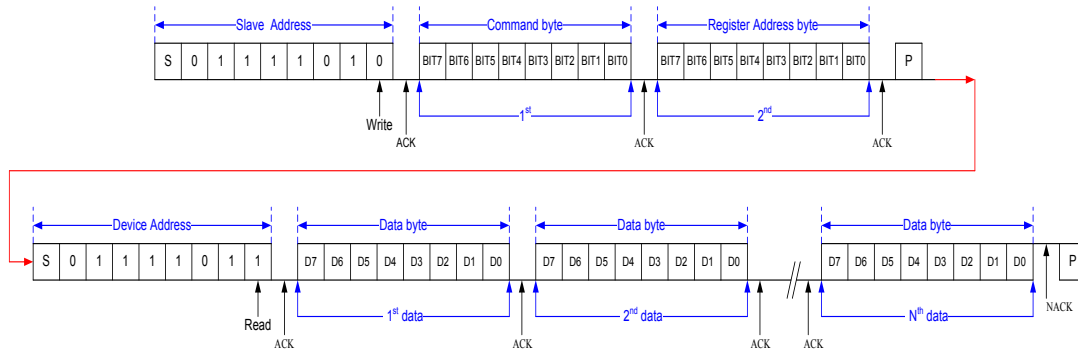 Slave Address Command byte Register Address byte
S 0 1 1 1 1 0 1 0 BIT7 BIT6 BIT5 BIT4 BIT3 BIT2 BIT1 BIT0 BIT7 BIT6 BIT5 BIT4 BIT3 BIT2 BIT1 BIT0 P
1st 2nd
Write ACK ACK ACK
Device Address Data byte Data byte Data byte
S 0 1 1 1 1 0 1 1 D7 D6 D5 D4 D3 D2 D1 D0 D7 D6 D5 D4 D3 D2 D1 D0 // D7 D6 D5 D4 D3 D2 D1 D0 P
1st data 2nd data Nth data NACK
Read ACK ACK ACK ACK